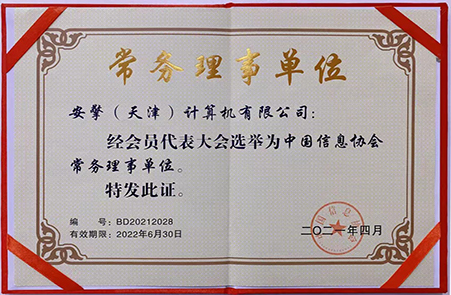 常务理事单位
安擎（天津）计算机有限公司：
经会员代表大会选举为中国信息协会
常务理事单位。
特发此证。
编 号：BD20212028
有效期限：2022年6月30日
二〇二一年四月